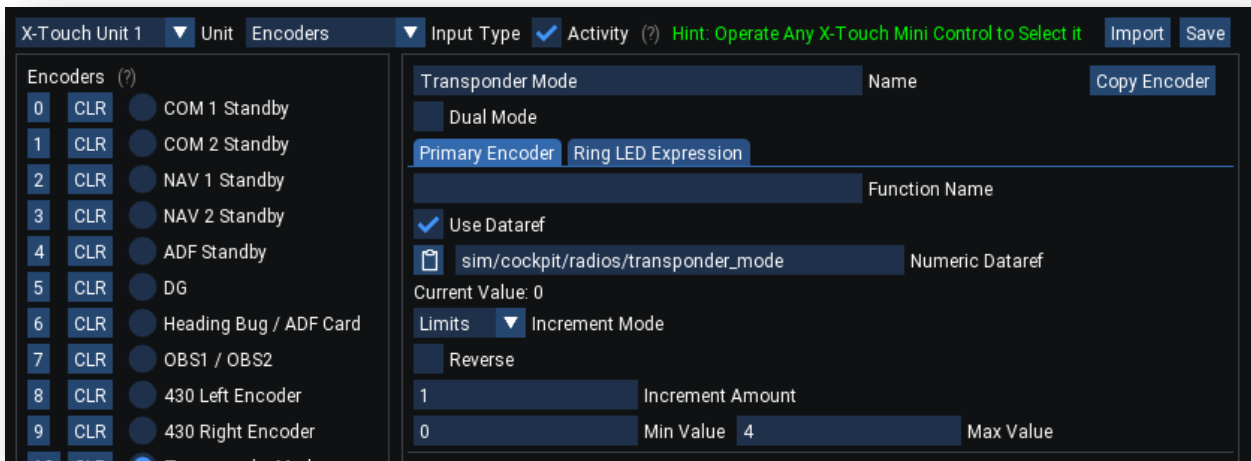 X-Touch Unit 1 Unit Encoders Input Type Activity (?) Hint: Operate Any X-Touch Mini Control to Select it Import Save
Encoders (?)
0 CLR COM 1 Standby
1 CLR COM 2 Standby
2 CLR NAV 1 Standby
3 CLR NAV 2 Standby
4 CLR ADF Standby
5 CLR DG
6 CLR Heading Bug / ADF Card
7 CLR OBS1 / OBS2
8 CLR 430 Left Encoder
9 CLR 430 Right Encoder
Transponder Mode Name Copy Encoder
Dual Mode
Primary Encoder Ring LED Expression
Function Name
Use Dataref
sim/cockpit/radios/transponder_mode Numeric Dataref
Current Value: 0
Limits Increment Mode
Reverse
1 Increment Amount
0 Min Value 4 Max Value